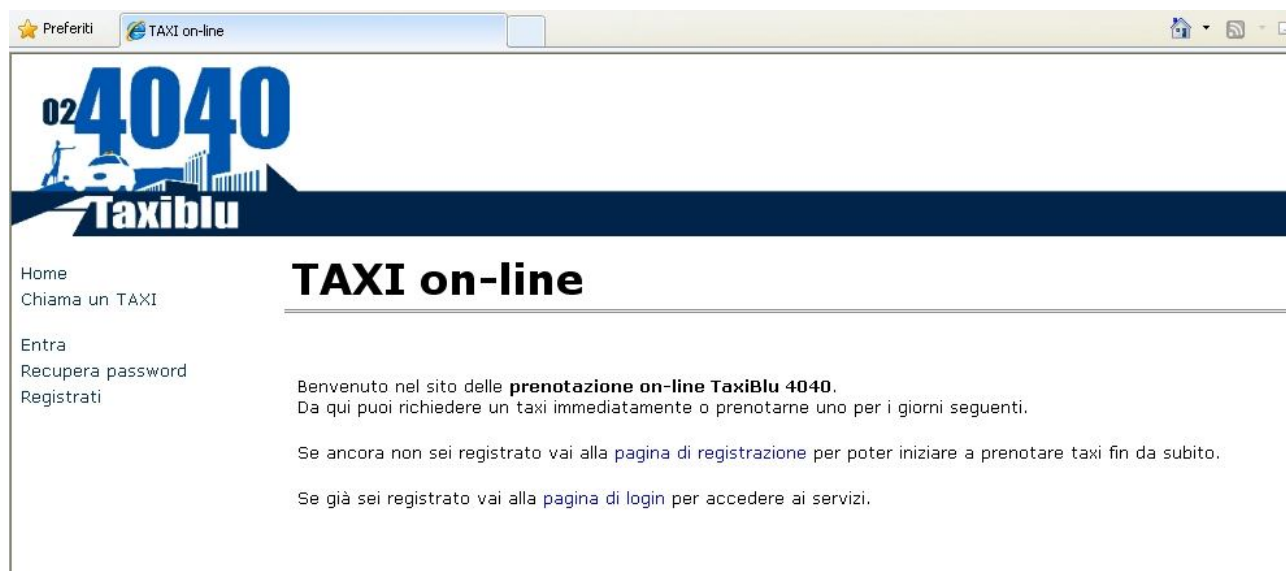 Preferiti
TAXI on-line
02 4040
Taxiblu
Home
Chiama un TAXI
Entra
Recupera password
Registrati
TAXI on-line
Benvenuto nel sito delle prenotazione on-line TaxiBlu 4040.
Da qui puoi richiedere un taxi immediatamente o prenotarne uno per i giorni seguenti.
Se ancora non sei registrato vai alla pagina di registrazione per poter iniziare a prenotare taxi fin da subito.
Se già sei registrato vai alla pagina di login per accedere ai servizi.